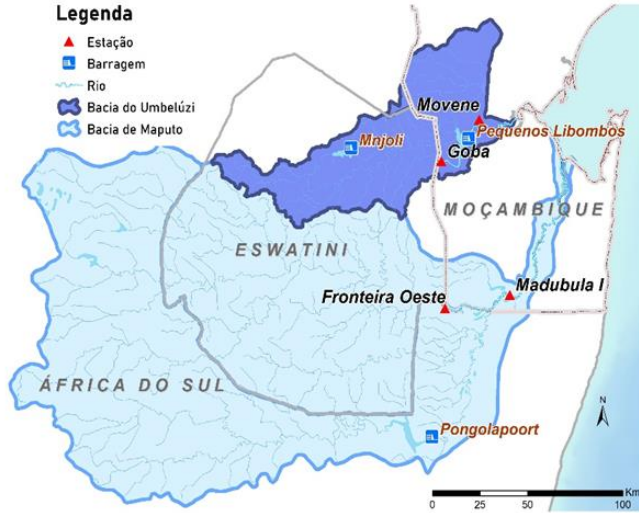 Legenda
Estação
Barragem
Rio
Bacia do Umbelúzi
Bacia de Maputo
Movene
Pequenos Libombos
Mnjoli
Goba
MOÇAMBIQUE
ESWATINI
Fronteira Oeste
Madubula I
ÁFRICA DO SUL
Pongolapoort
N
Km
0 25 50 100